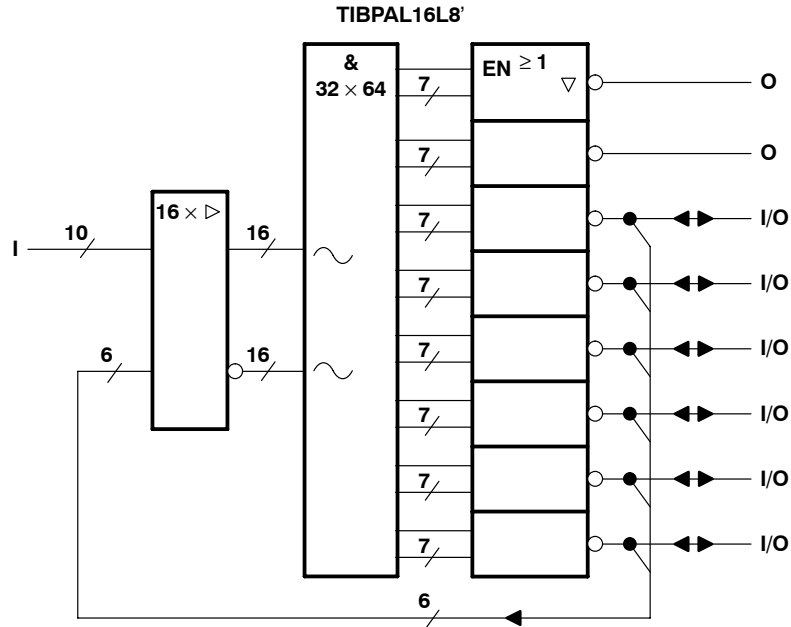 TIBPAL16L8'
&
32 × 64
EN ≥ 1
▽
7
O
7
O
16 × ▷
7
I/O
I
10
16
7
I/O
6
16
7
I/O
7
I/O
7
I/O
7
I/O
6